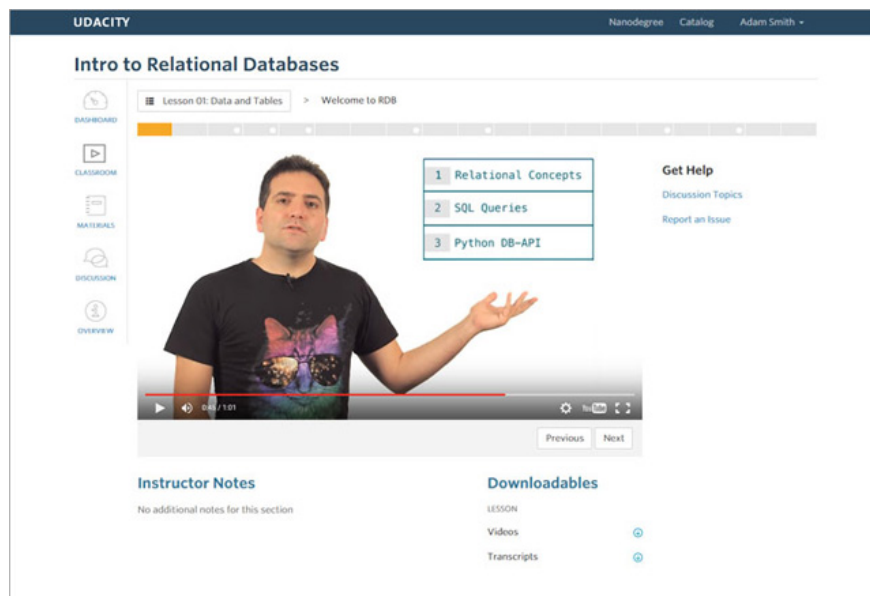 UDACITY
Nanodegree Catalog Adam Smith
Intro to Relational Databases
DASHBOARD
CLASSROOM
MATERIALS
DISCUSSION
OVERVIEW
Lesson 01: Data and Tables > Welcome to RDB
1 Relational Concepts
2 SQL Queries
3 Python DB-API
Get Help
Discussion Topics
Report an Issue
0:45 / 1:01
YouTube
Previous Next
Instructor Notes
No additional notes for this section
Downloadables
LESSON
Videos
Transcripts